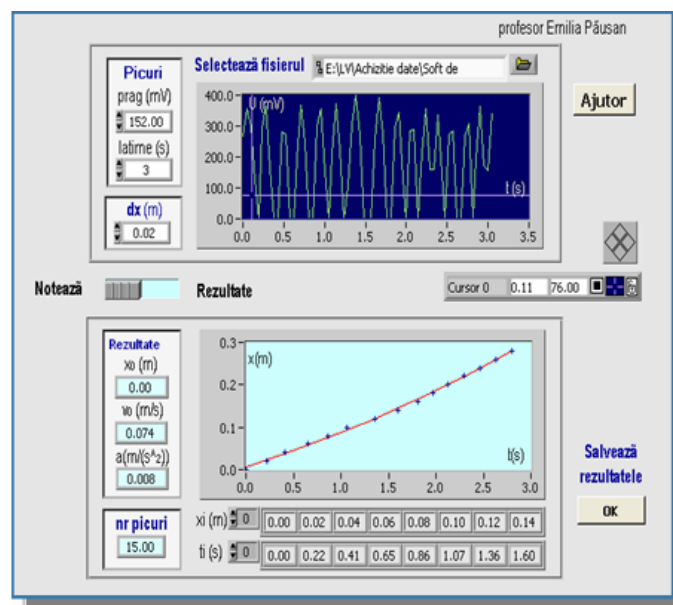 profesor Emilia Păusan
Picuri
prag (mV)
152.00
latime (s)
3
dx (m)
0.02
Selectează fisierul
E:\LV\Achizitie date\Soft de
U (mV)
400.0
300.0
200.0
100.0
0.0
t (s)
0.0 0.5 1.0 1.5 2.0 2.5 3.0 3.5
Ajutor
Notează
Rezultate
Cursor 0 0.11 76.00
Rezultate
xo (m)
0.00
vo (m/s)
0.074
a(m/(s^2))
0.008
nr picuri
15.00
x(m)
0.3
0.2
0.1
0.0
t(s)
0.0 0.5 1.0 1.5 2.0 2.5 3.0
xi (m) 0 0.00 0.02 0.04 0.06 0.08 0.10 0.12 0.14
ti (s) 0 0.00 0.22 0.41 0.65 0.86 1.07 1.36 1.60
Salvează
rezultatele
OK